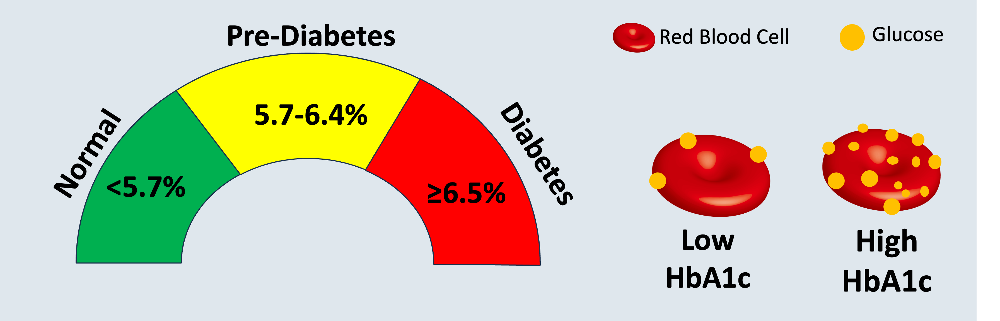 Pre-Diabetes
Normal
Diabetes
<5.7%
5.7-6.4%
≥6.5%
Red Blood Cell
Glucose
Low
HbA1c
High
HbA1c